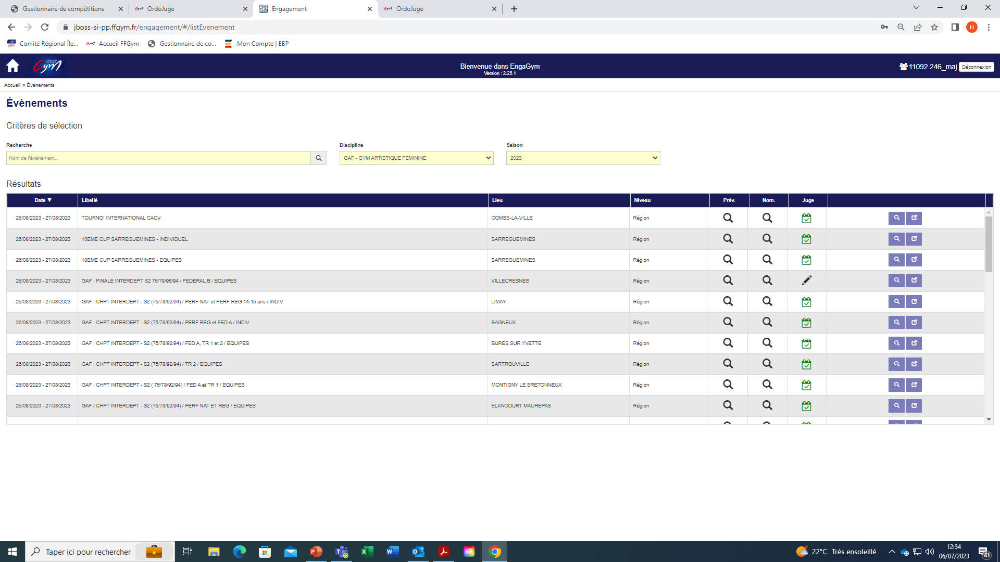 Gestionnaire de compétitions
OrdoJuge
Engagement
OrdoJuge
jboss-si-pp.ffgym.fr/engagement/#/listEvenement
H
Comité Régional Île...
Accueil FFGym
Gestionnaire de co...
Mon Compte | EBP
Gym
Bienvenue dans EngaGym
Version : 2.25.1
11092.246_maj
Déconnexion
Accueil > Évènements
Évènements
Critères de sélection
Recherche Discipline Saison
Nom de l'évènement... GAF - GYM ARTISTIQUE FEMININE 2023
Résultats
Date ▼ Libellé Lieu Niveau Prév. Nom. Juge
26/08/2023 - 27/08/2023 TOURNOI INTERNATIONAL CACV COMBS-LA-VILLE Région
26/08/2023 - 27/08/2023 10EME CUP SARREGUEMINES - INDIVIDUEL SARREGUEMINES Région
26/08/2023 - 27/08/2023 10EME CUP SARREGUEMINES - EQUIPES SARREGUEMINES Région
26/08/2023 - 27/08/2023 GAF : FINALE INTERDEPT S2 75/78/95/94 / FEDERAL B / EQUIPES VILLECRESNES Région
26/08/2023 - 27/08/2023 GAF : CHPT INTERDEPT - S2 (75/78/92/94) / PERF NAT et PERF REG 14-15 ans / INDIV LIMAY Région
26/08/2023 - 27/08/2023 GAF : CHPT INTERDEPT - S2 (75/78/92/94) / PERF REG et FED A / INDIV BAGNEUX Région
26/08/2023 - 27/08/2023 GAF : CHPT INTERDEPT - S2 (75/78/92/94) / FED A, TR 1 et 2 / EQUIPES BURES SUR YVETTE Région
26/08/2023 - 27/08/2023 GAF : CHPT INTERDEPT - S2 (75/78/92/94) / TR 2 / EQUIPES SARTROUVILLE Région
26/08/2023 - 27/08/2023 GAF : CHPT INTERDEPT - S2 ( 75/78/92/94) / FED A et TR 1 / EQUIPES MONTIGNY LE BRETONNEUX Région
26/08/2023 - 27/08/2023 GAF / CHPT INTERDEPT - S2 (75/78/92/94) / PERF NAT ET REG / EQUIPES ELANCOURT MAUREPAS Région
Taper ici pour rechercher
22°C Très ensoleillé
12:34
06/07/2023
41